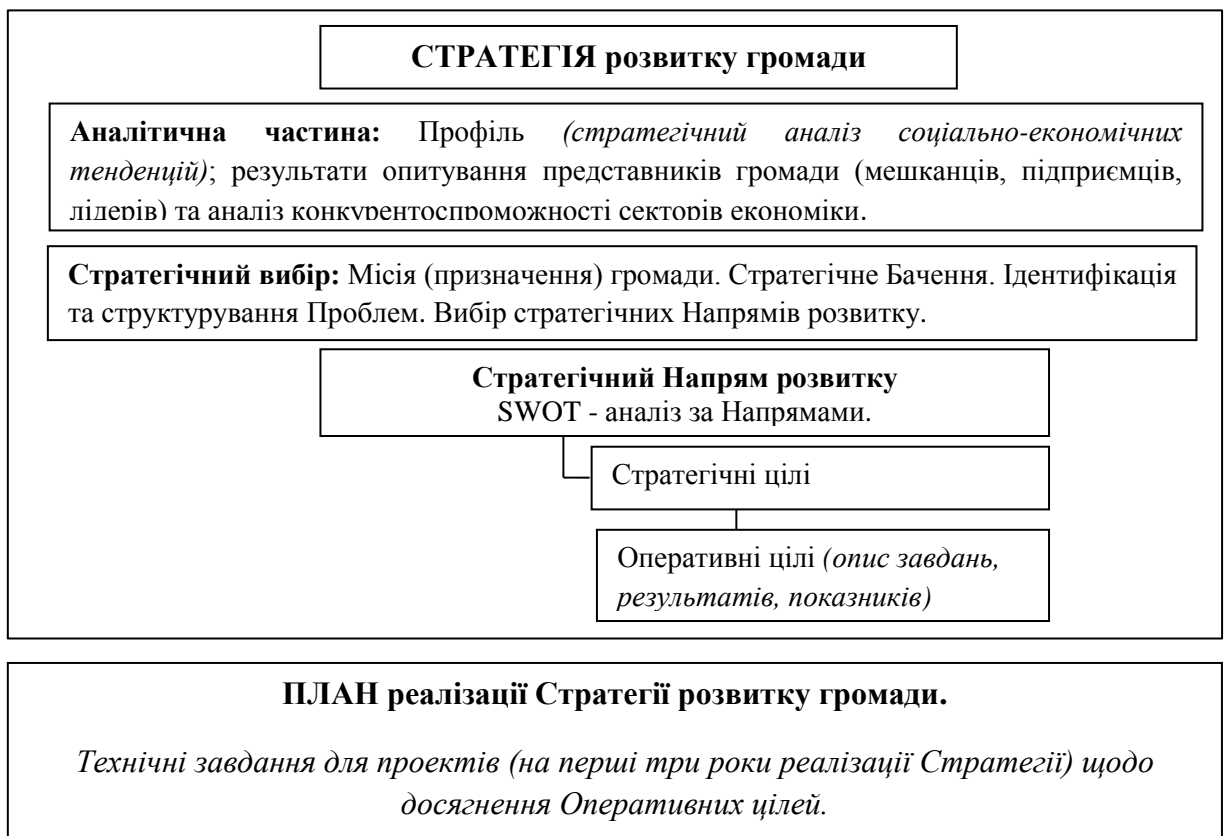 СТРАТЕГІЯ розвитку громади
Аналітична частина: Профіль (стратегічний аналіз соціально-економічних
тенденцій); результати опитування представників громади (мешканців, підприємців,
лідерів) та аналіз конкурентоспроможності секторів економіки.
Стратегічний вибір: Місія (призначення) громади. Стратегічне Бачення. Ідентифікація
та структурування Проблем. Вибір стратегічних Напрямів розвитку.
Стратегічний Напрям розвитку
SWOT - аналіз за Напрямами.
Стратегічні цілі
Оперативні цілі (опис завдань,
результатів, показників)
ПЛАН реалізації Стратегії розвитку громади.
Технічні завдання для проектів (на перші три роки реалізації Стратегії) щодо
досягнення Оперативних цілей.